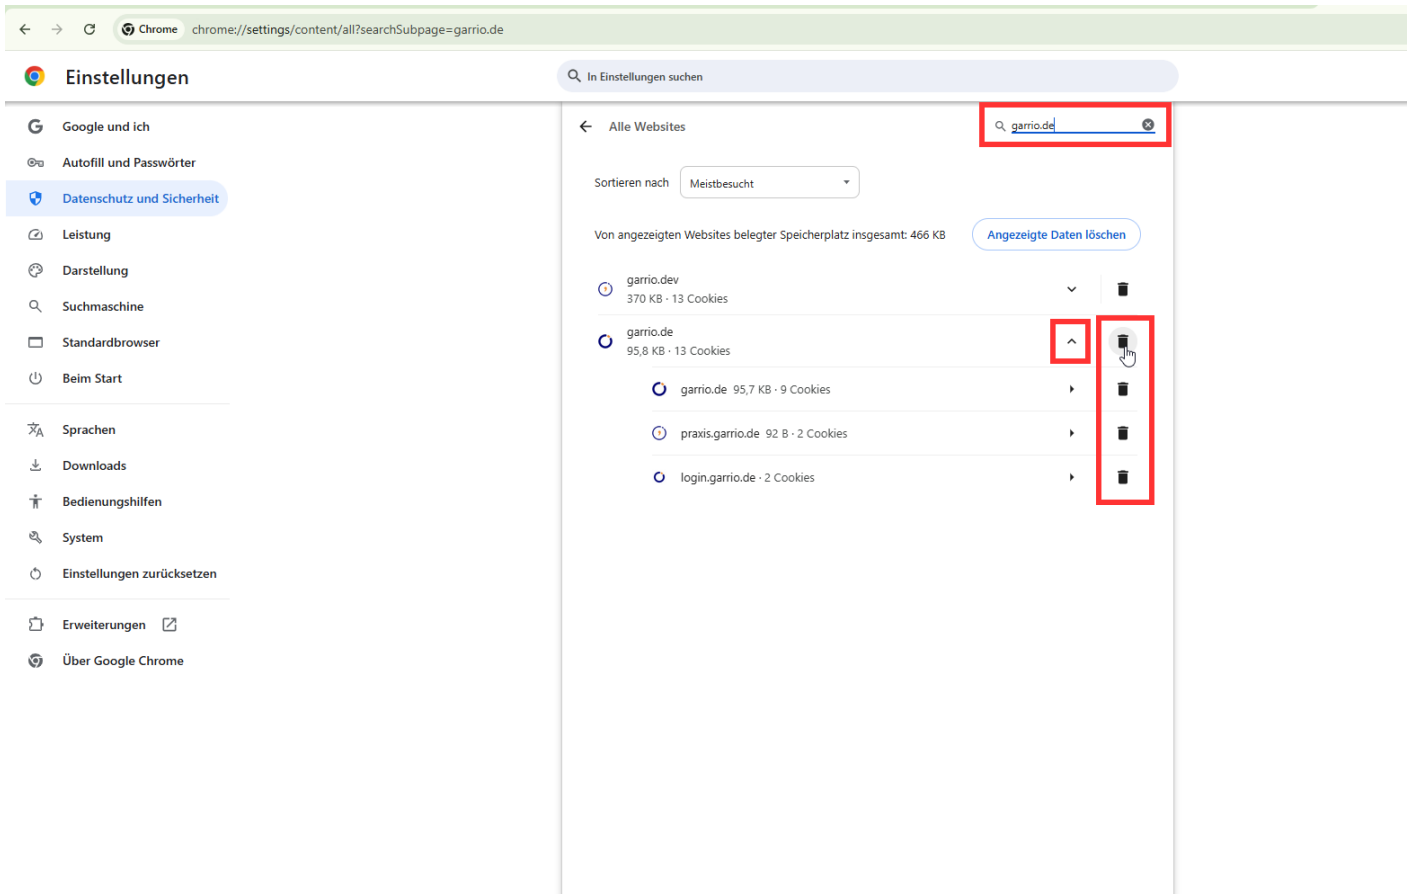 Chrome chrome://settings/content/all?searchSubpage=garrio.de
Einstellungen
In Einstellungen suchen
Google und ich
Autofill und Passwörter
Datenschutz und Sicherheit
Leistung
Darstellung
Suchmaschine
Standardbrowser
Beim Start
Sprachen
Downloads
Bedienungshilfen
System
Einstellungen zurücksetzen
Erweiterungen
Über Google Chrome
Alle Websites
garrio.de
Sortieren nach Meistbesucht
Von angezeigten Websites belegter Speicherplatz insgesamt: 466 KB Angezeigte Daten löschen
garrio.dev
370 KB · 13 Cookies
garrio.de
95,8 KB · 13 Cookies
garrio.de 95,7 KB · 9 Cookies
praxis.garrio.de 92 B · 2 Cookies
login.garrio.de · 2 Cookies